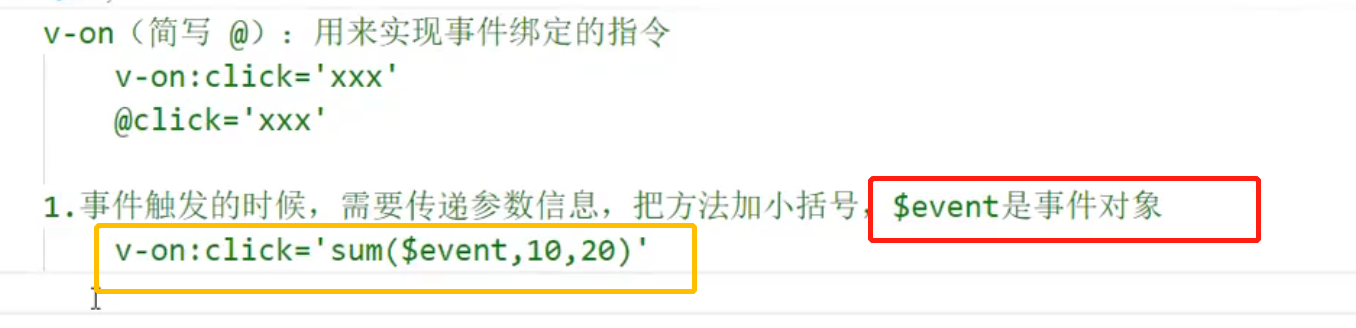 v-on（简写 @）：用来实现事件绑定的指令
v-on:click='xxx'
@click='xxx'
1.事件触发的时候，需要传递参数信息，把方法加小括号，$event是事件对象
v-on:click='sum($event,10,20)'